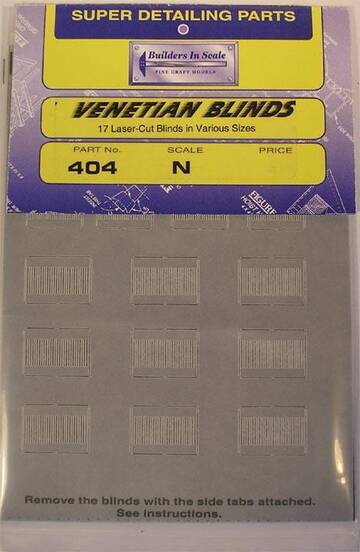 SUPER DETAILING PARTS
Builders In Scale
FINE CRAFT MODELS
VENETIAN BLINDS
17 Laser-Cut Blinds in Various Sizes
PART No. SCALE PRICE
404 N
FIGURE
Remove the blinds with the side tabs attached.
See instructions.